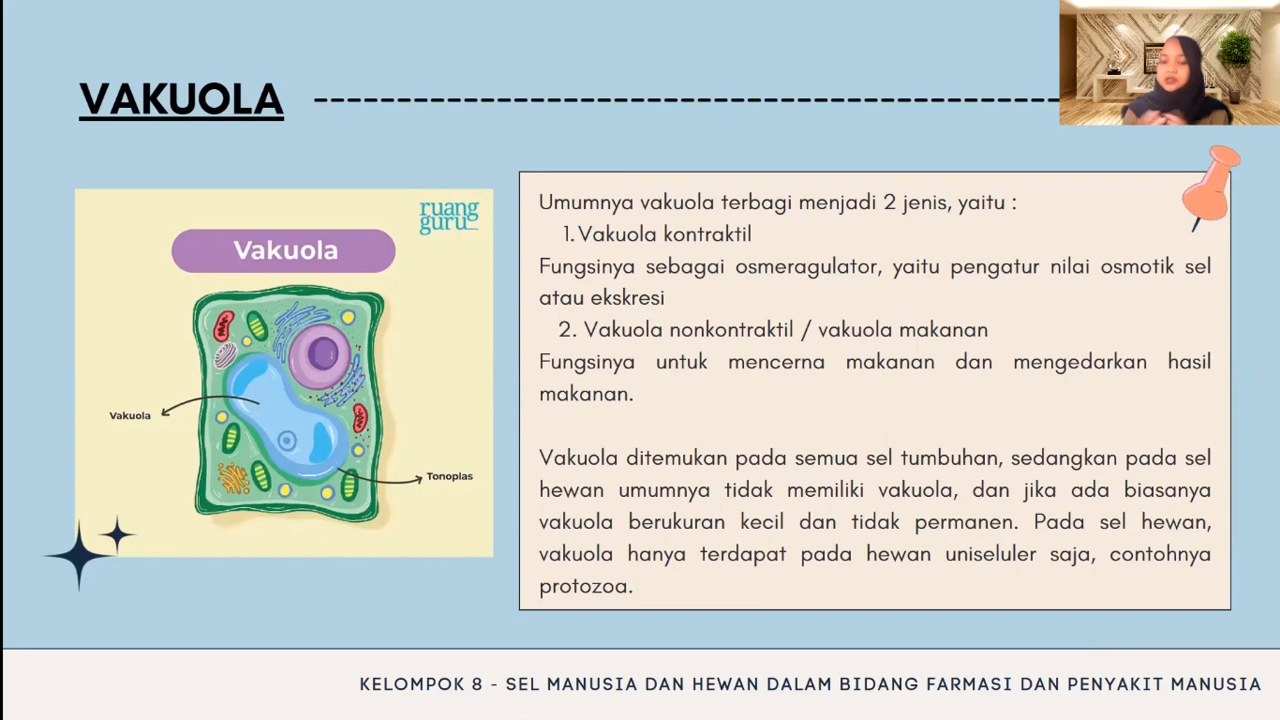 VAKUOLA
ruang
guru
Vakuola
Vakuola
Tonoplas
Umumnya vakuola terbagi menjadi 2 jenis, yaitu :
1. Vakuola kontraktil
Fungsinya sebagai osmeragulator, yaitu pengatur nilai osmotik sel
atau ekskresi
2. Vakuola nonkontraktil / vakuola makanan
Fungsinya untuk mencerna makanan dan mengedarkan hasil
makanan.
Vakuola ditemukan pada semua sel tumbuhan, sedangkan pada sel
hewan umumnya tidak memiliki vakuola, dan jika ada biasanya
vakuola berukuran kecil dan tidak permanen. Pada sel hewan,
vakuola hanya terdapat pada hewan uniseluler saja, contohnya
protozoa.
KELOMPOK 8 - SEL MANUSIA DAN HEWAN DALAM BIDANG FARMASI DAN PENYAKIT MANUSIA